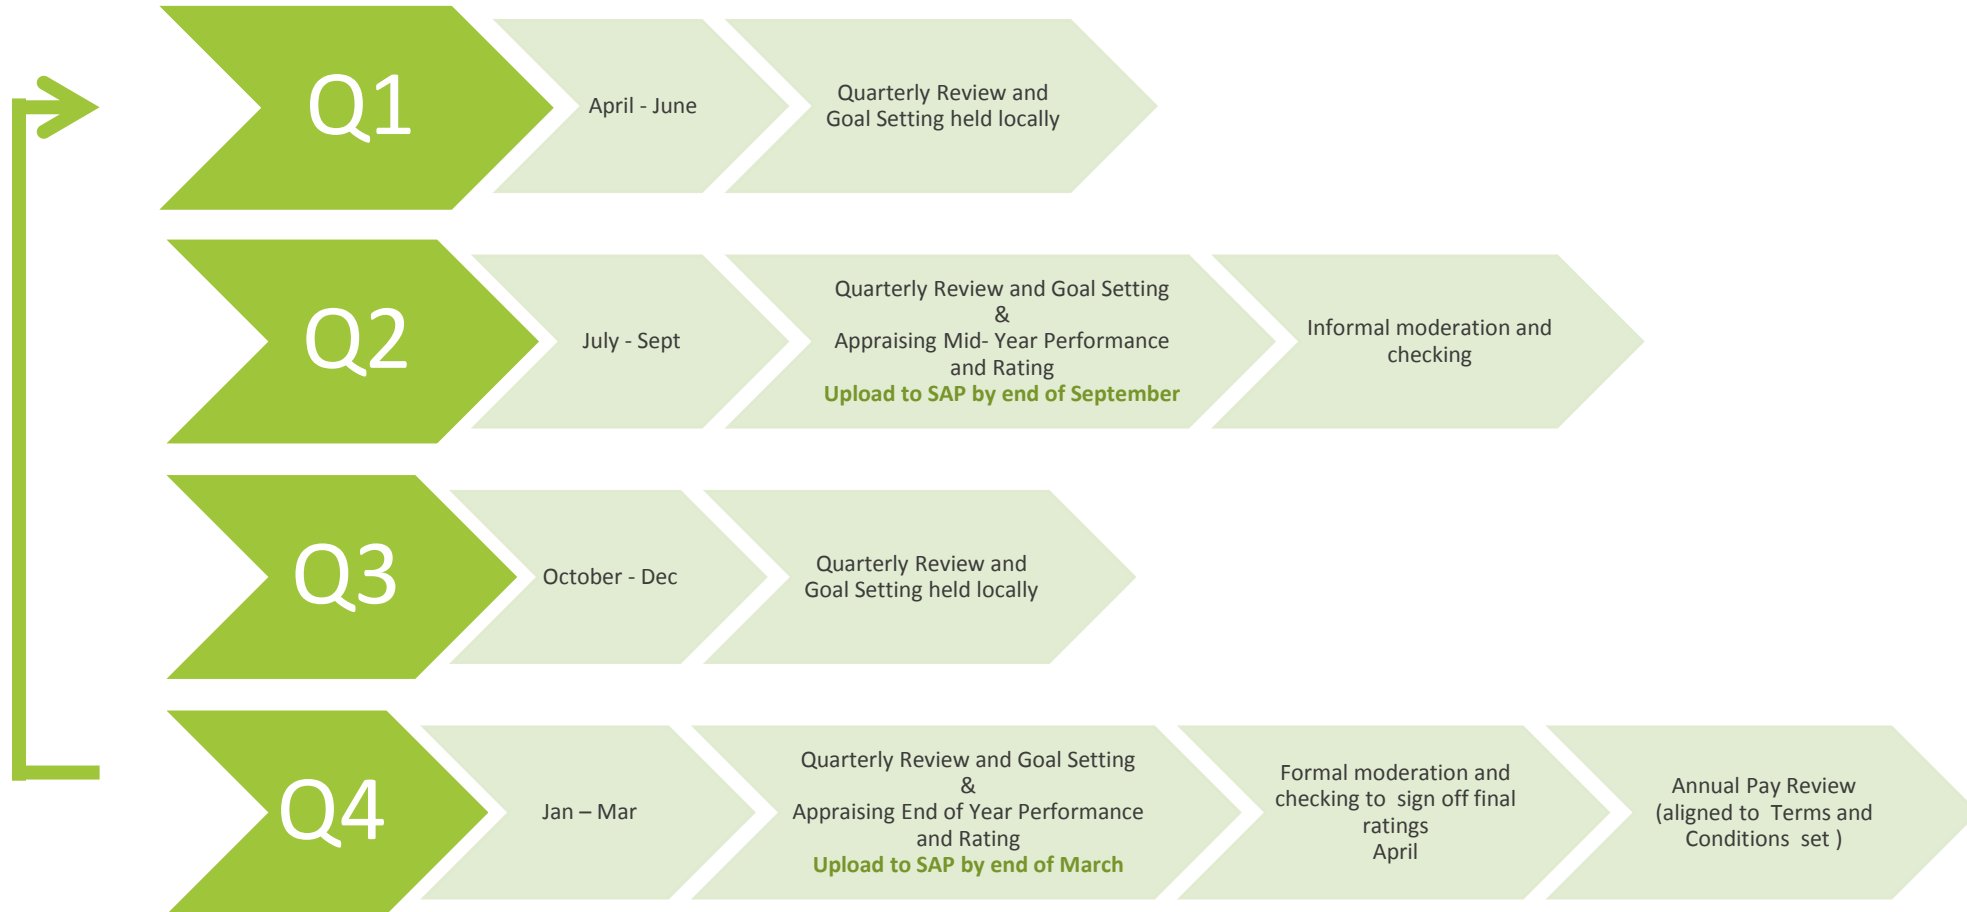 Q1
April - June
Quarterly Review and
Goal Setting held locally
Q2
July - Sept
Quarterly Review and Goal Setting
&
Appraising Mid- Year Performance
and Rating
Upload to SAP by end of September
Informal moderation and
checking
Q3
October - Dec
Quarterly Review and
Goal Setting held locally
Q4
Jan – Mar
Quarterly Review and Goal Setting
&
Appraising End of Year Performance
and Rating
Upload to SAP by end of March
Formal moderation and
checking to  sign off final
ratings
April
Annual Pay Review
(aligned to  Terms and
Conditions  set )